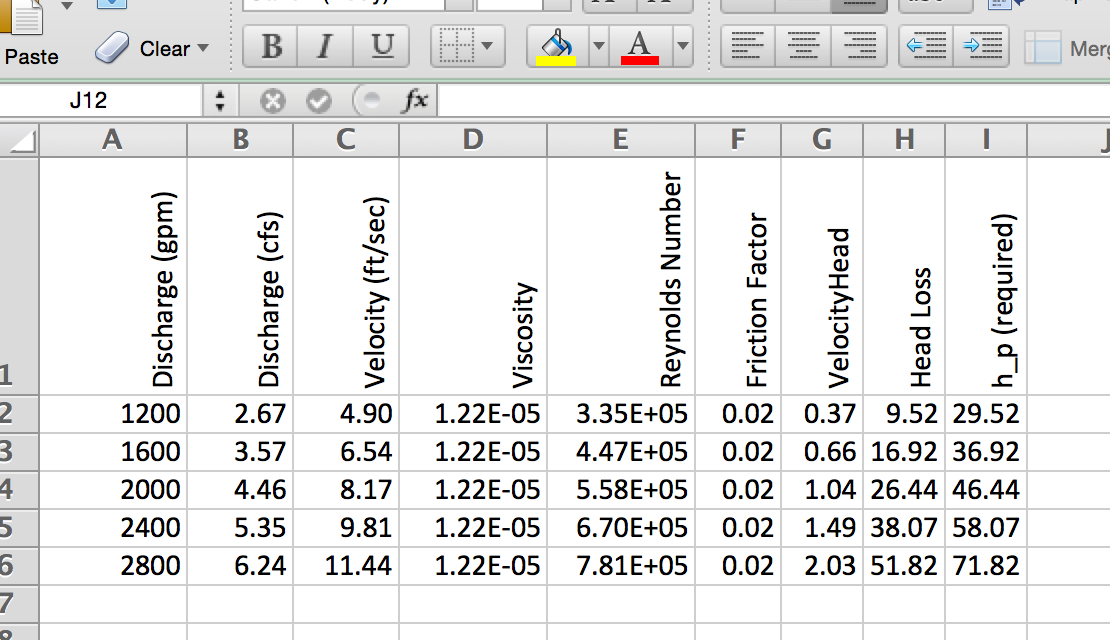 Paste
Clear
B I U
A
Merg
J12
fx
A B C D E F G H I J
1 Discharge (gpm) Discharge (cfs) Velocity (ft/sec) Viscosity Reynolds Number Friction Factor VelocityHead Head Loss h_p (required)
2 1200 2.67 4.90 1.22E-05 3.35E+05 0.02 0.37 9.52 29.52
3 1600 3.57 6.54 1.22E-05 4.47E+05 0.02 0.66 16.92 36.92
4 2000 4.46 8.17 1.22E-05 5.58E+05 0.02 1.04 26.44 46.44
5 2400 5.35 9.81 1.22E-05 6.70E+05 0.02 1.49 38.07 58.07
6 2800 6.24 11.44 1.22E-05 7.81E+05 0.02 2.03 51.82 71.82
7
8